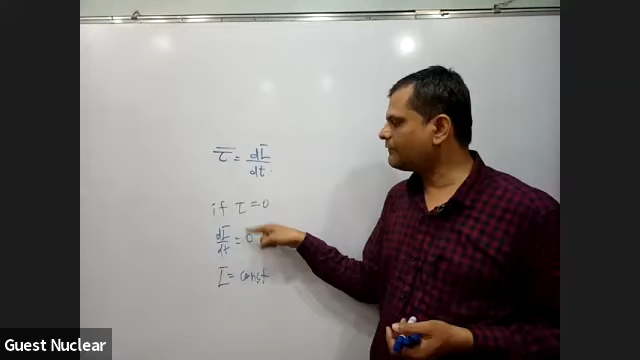 τ̅ = dL̅/dt
if τ = 0
dL̅/dt = 0
L̅ = const
Guest Nuclear